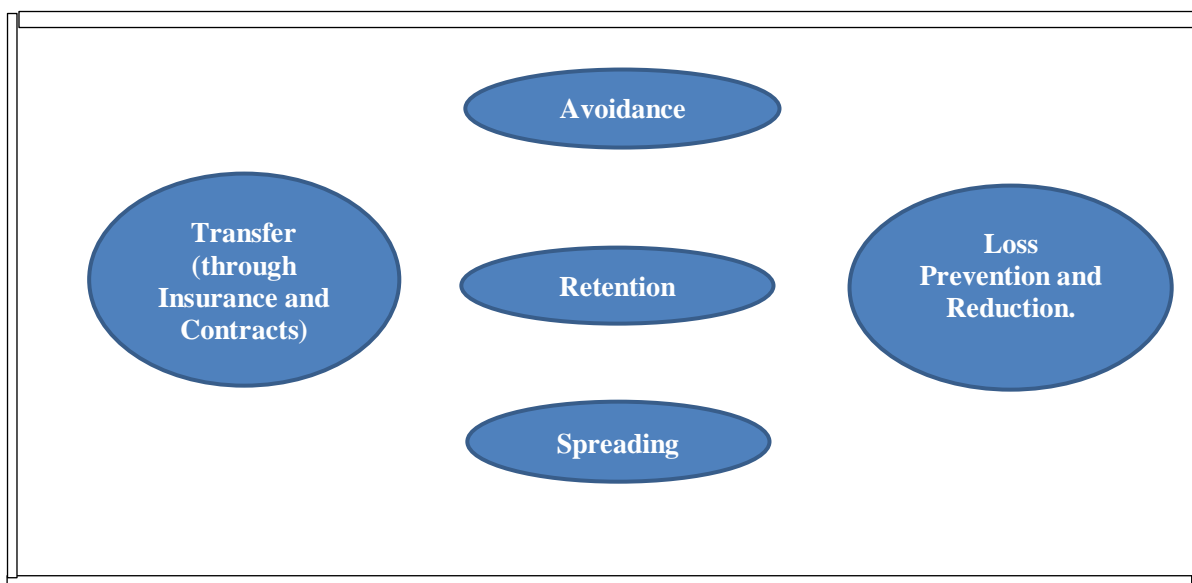 Avoidance
Transfer
(through
Insurance and
Contracts)
Retention
Loss
Prevention and
Reduction.
Spreading